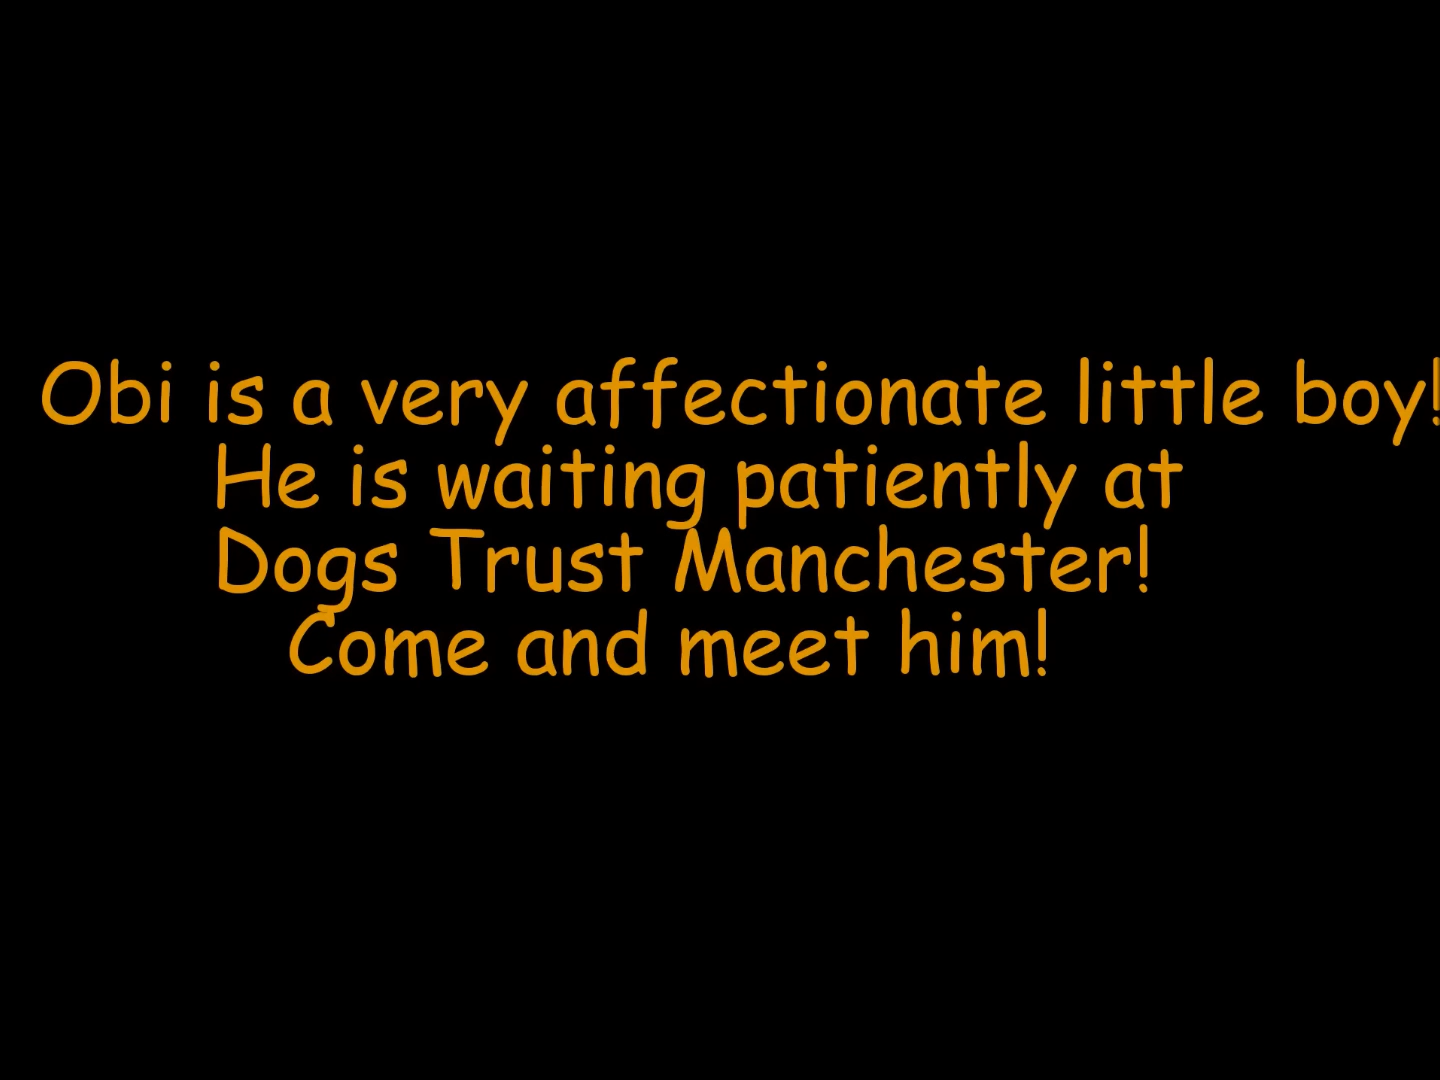 Obi is a very affectionate little boy!
He is waiting patiently at
Dogs Trust Manchester!
Come and meet him!